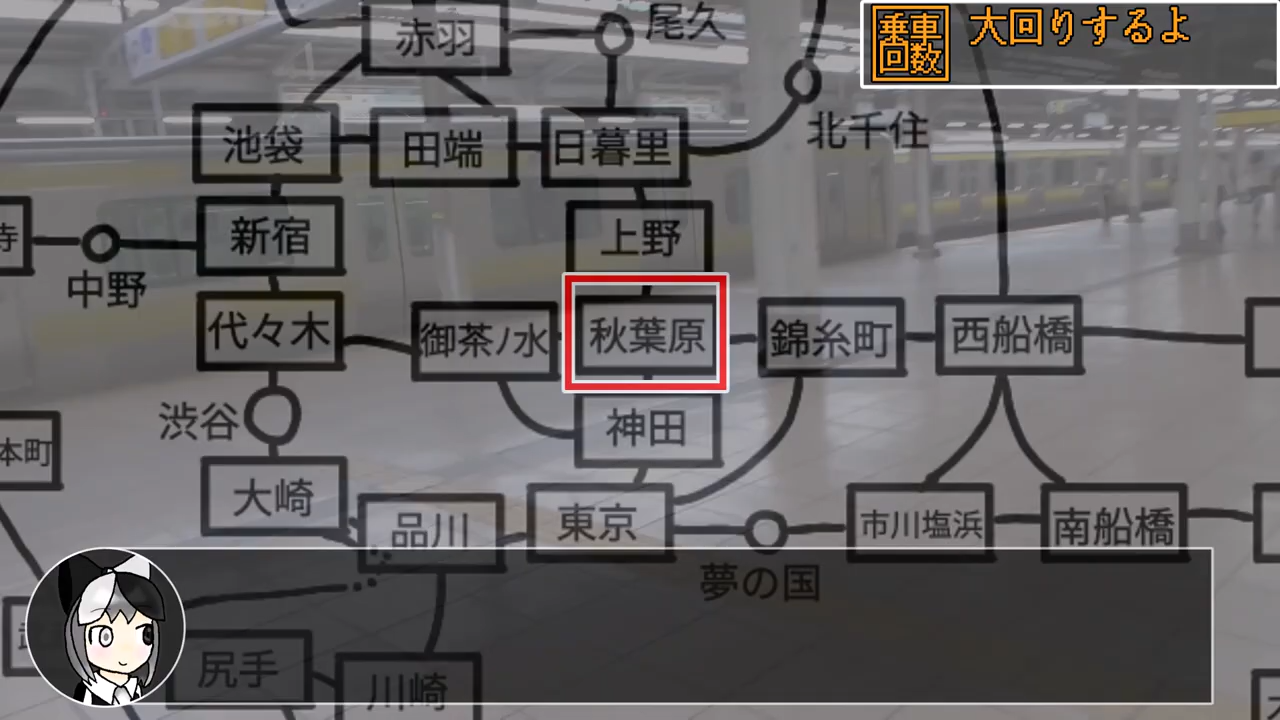 乗車
回数
大回りするよ
赤羽
尾久
北千住
池袋
田端
日暮里
寺
中野
新宿
上野
代々木
御茶ノ水
秋葉原
錦糸町
西船橋
渋谷
神田
本町
大崎
品川
東京
市川塩浜
南船橋
夢の国
尻手
川崎